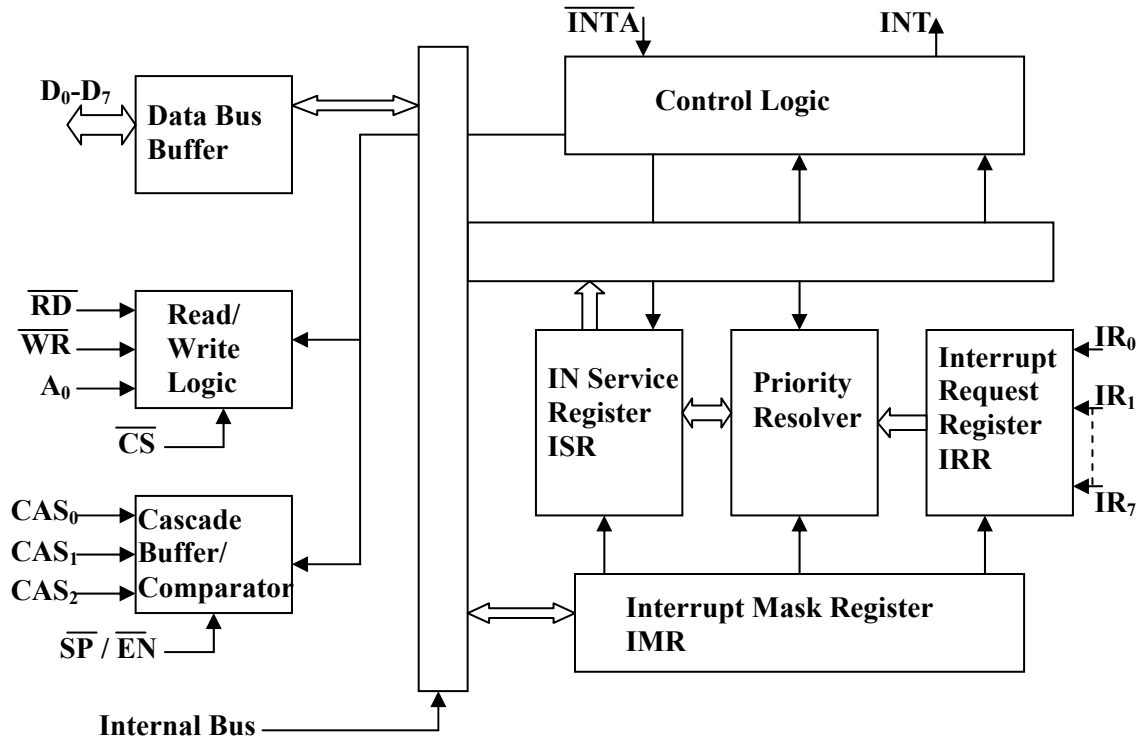 INTA
INT
D0-D7
Data Bus
Buffer
Control Logic
RD
WR
A0
Read/
Write
Logic
CS
IN Service
Register
ISR
Priority
Resolver
Interrupt
Request
Register
IRR
IR0
IR1
IR7
CAS0
CAS1
CAS2
Cascade
Buffer/
Comparator
SP / EN
Interrupt Mask Register
IMR
Internal Bus